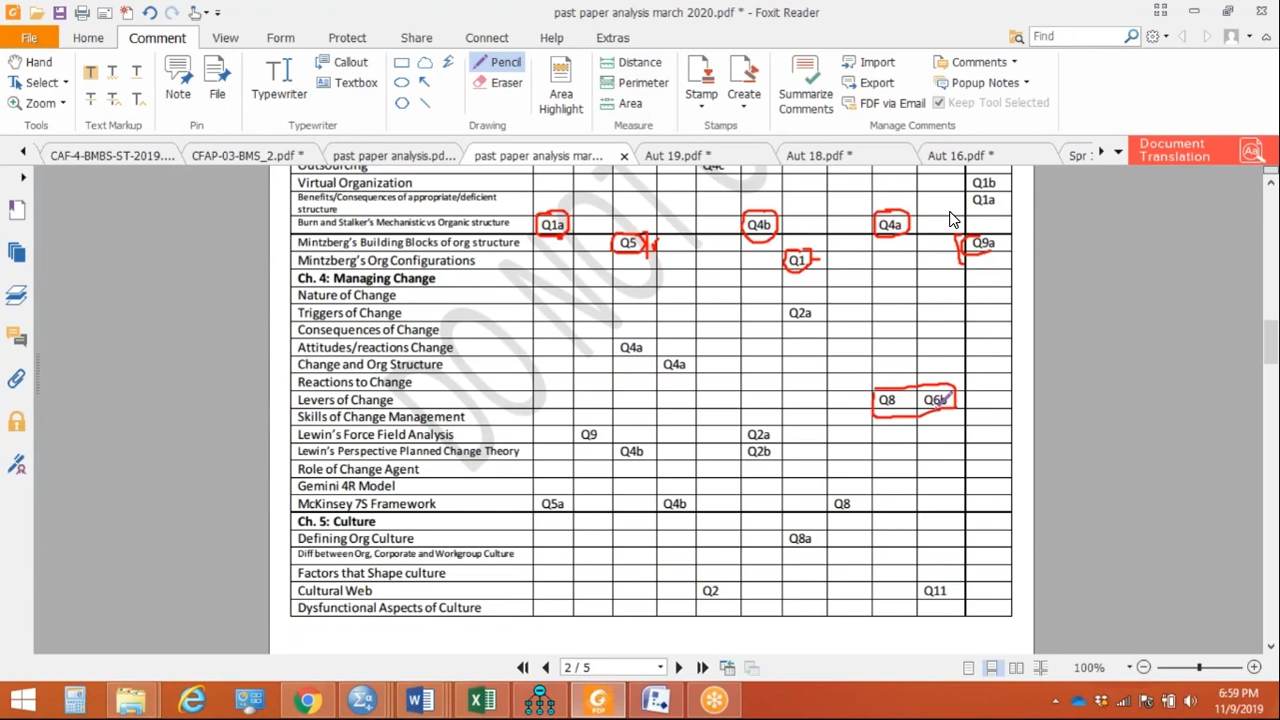 past paper analysis march 2020.pdf * - Foxit Reader
File Home Comment View Form Protect Share Connect Help Extras Find
Hand Select Zoom Tools
Text Markup
Note File Pin
Typewriter Callout Textbox Typewriter
Pencil Eraser Drawing
Area Highlight
Distance Perimeter Area Measure
Stamp Create Stamps
Summarize Comments
Import Export FDF via Email
Comments Popup Notes Keep Tool Selected
Manage Comments
CAF-4-BMBS-ST-2019.... CFAP-03-BMS_2.pdf * past paper analysis.pd... past paper analysis mar... Aut 19.pdf * Aut 18.pdf * Aut 16.pdf * Spr Document Translation
Outsourcing Q4c
Virtual Organization Q1b
Benefits/Consequences of appropriate/deficient structure Q1a
Burn and Stalker's Mechanistic vs Organic structure Q1a Q4b Q4a
Mintzberg's Building Blocks of org structure Q5 Q9a
Mintzberg's Org Configurations Q1
Ch. 4: Managing Change
Nature of Change
Triggers of Change Q2a
Consequences of Change
Attitudes/reactions Change Q4a
Change and Org Structure Q4a
Reactions to Change
Levers of Change Q8 Q6b
Skills of Change Management
Lewin's Force Field Analysis Q9 Q2a
Lewin's Perspective Planned Change Theory Q4b Q2b
Role of Change Agent
Gemini 4R Model
McKinsey 7S Framework Q5a Q4b Q8
Ch. 5: Culture
Defining Org Culture Q8a
Diff between Org, Corporate and Workgroup Culture
Factors that Shape culture
Cultural Web Q2 Q11
Dysfunctional Aspects of Culture
DO NOT
2 / 5 100%
6:59 PM
11/9/2019